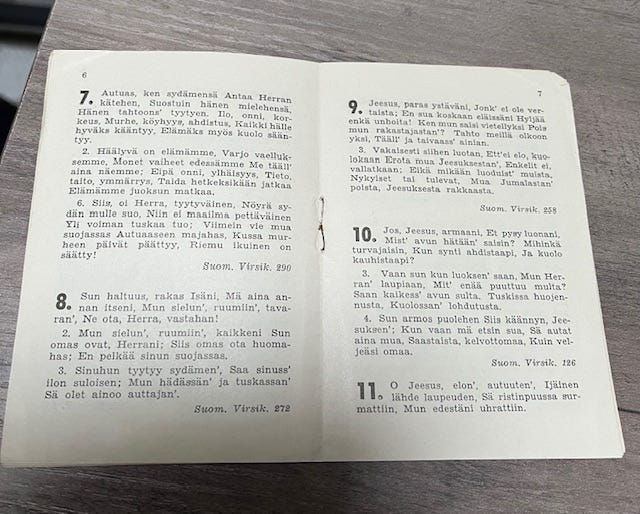 6
7. Autuas, ken sydämensä Antaa Herran
kätehen, Suostuin hänen mielehensä,
Hänen tahtoons' tyytyen. Ilo, onni, kor-
keus, Murhe, köyhyys, ahdistus, Kaikki hälle
hyväks kääntyy, Elämäks myös kuolo sään-
tyy.
2. Häälyvä on elämämme, Varjo vaelluk-
semme, Monet vaiheet edessämme Me tääll'
aina näemme; Eipä onni, ylhäisyys, Tieto,
taito, ymmärrys, Taida hetkeksikään jatkaa
Elämämme juoksun matkaa.
6. Siis, oi Herra, tyytyväinen, Nöyrä sy-
dän mulle suo, Niin ei maailma pettäväinen
Yli voiman tuskaa tuo; Viimein vie mua
suojassas Autuaaseen majahas, Kussa mur-
heen päivät päättyy, Riemu ikuinen on
säätty!
Suom. Virsik. 290
8. Sun haltuus, rakas Isäni, Mä aina an-
nan itseni, Mun sielun', ruumiin', tava-
ran', Ne ota, Herra, vastahan!
2. Mun sielun', ruumiin', kaikkeni Sun
omas ovat, Herrani; Siis omas ota huoma-
has; En pelkää sinun suojassas.
3. Sinuhun tyytyy sydämen', Saa sinuss'
ilon suloisen; Mun hädässän' ja tuskassan'
Sä olet ainoo auttajan'.
Suom. Virsik. 272
7
9. Jeesus, paras ystäväni, Jonk' ei ole ver-
taista; En sua koskaan eläissäni Hyljää
enkä unhoita! Ken mun saisi vietellyksi Pois
mun rakastajastan'? Tahto meillä olkoon
yksi, Tääll' ja taivaass' ainian.
3. Vakaisesti siihen luotan, Ett'ei elo, kuo-
lokaan Erota mua Jeesuksestan', Enkelit ei,
vallatkaan; Eikä mikään luoduist' muista,
Nykyiset tai tulevat, Mua Jumalastan'
poista, Jeesuksesta rakkaasta.
Suom. Virsik. 258
10. Jos, Jeesus, armaani, Et pysy luonani,
Mist' avun hätään' saisin? Mihinkä
turvajaisin, Kun synti ahdistaapi, Ja kuolo
kauhistaapi?
3. Vaan sun kun luoksen' saan, Mun Her-
ran' laupiaan, Mit' enää puuttuu multa?
Saan kaikess' avun sulta. Tuskissa huojen-
nusta, Kuolossan' lohdutusta.
4. Sun armos puolehen Siis käännyn, Jee-
suksen'; Kun vaan mä etsin sua, Sä autat
aina mua, Saastaista, kelvottomaa, Kuin vel-
jeäsi omaa.
Suom. Virsik. 126
11. O Jeesus, elon', autuuten', Ijäinen
lähde laupeuden, Sä ristinpuussa sur-
mattiin, Mun edestäni uhrattiin.